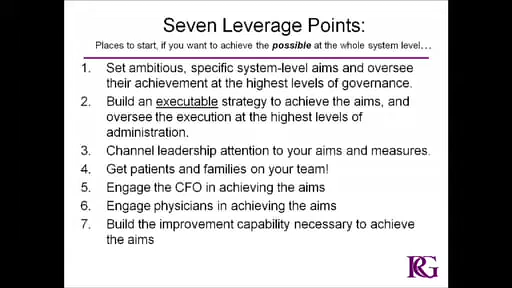 Seven Leverage Points:
Places to start, if you want to achieve the possible at the whole system level…
1. Set ambitious, specific system-level aims and oversee
their achievement at the highest levels of governance.
2. Build an executable strategy to achieve the aims, and
oversee the execution at the highest levels of
administration.
3. Channel leadership attention to your aims and measures.
4. Get patients and families on your team!
5. Engage the CFO in achieving the aims
6. Engage physicians in achieving the aims
7. Build the improvement capability necessary to achieve
the aims
RG